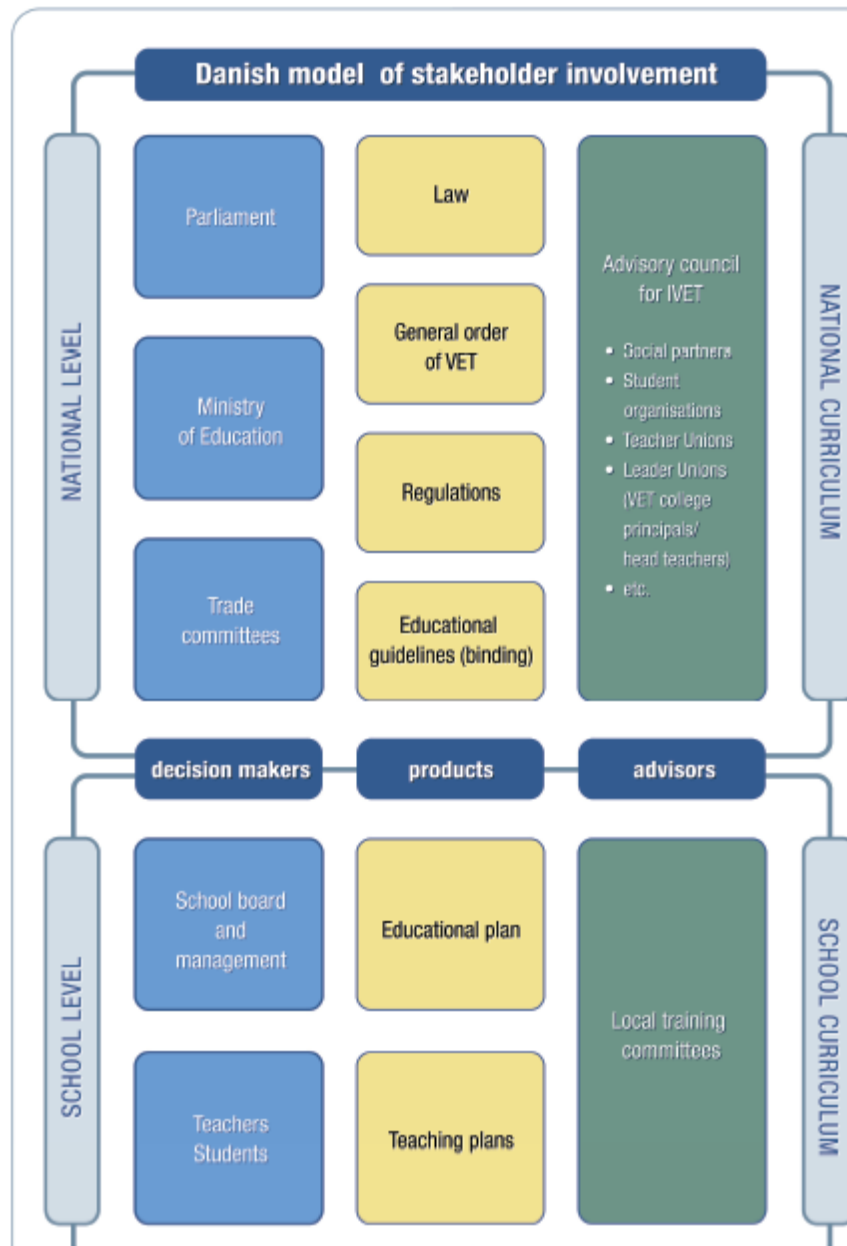 Danish model of stakeholder involvement
NATIONAL LEVEL
Parliament
Ministry
of Education
Trade
committees
Law
General order
of VET
Regulations
Educational
guidelines (binding)
Advisory council
for IVET
• Social partners
• Student
organisations
• Teacher Unions
• Leader Unions
(VET college
principals/
head teachers)
• etc.
NATIONAL CURRICULUM
decision makers
products
advisors
SCHOOL LEVEL
School board
and
management
Teachers
Students
Educational plan
Teaching plans
Local training
committees
SCHOOL CURRICULUM